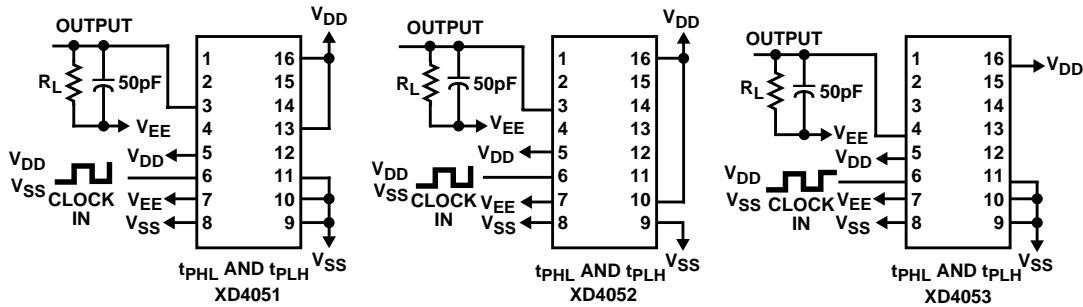 OUTPUT
RL
50pF
VEE
VDD
VDD
VSS
CLOCK
IN
VEE
VSS
1
2
3
4
5
6
7
8
16
15
14
13
12
11
10
9
VDD
VSS
tPHL AND tPLH
XD4051
OUTPUT
RL
50pF
VEE
VDD
VDD
VSS
CLOCK
IN
VEE
VSS
1
2
3
4
5
6
7
8
16
15
14
13
12
11
10
9
VDD
VSS
tPHL AND tPLH
XD4052
OUTPUT
RL
50pF
VEE
VDD
VDD
VSS
CLOCK
IN
VEE
VSS
1
2
3
4
5
6
7
8
16
15
14
13
12
11
10
9
VDD
VSS
tPHL AND tPLH
XD4053